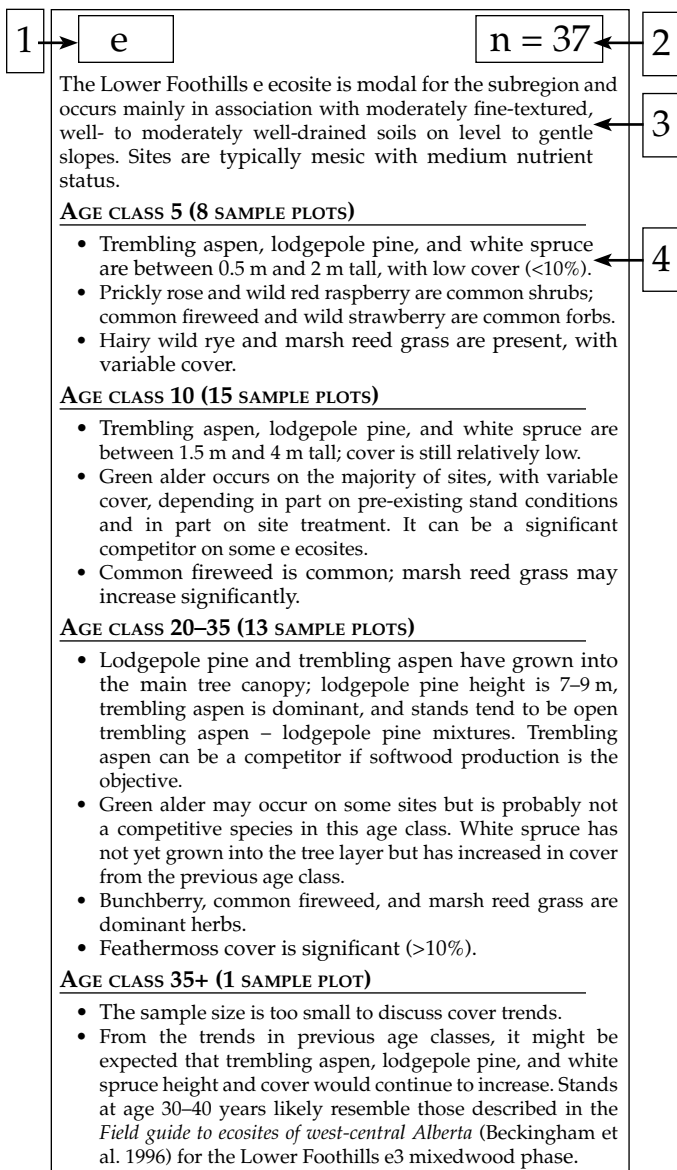 1 e n = 37 2
The Lower Foothills e ecosite is modal for the subregion and
occurs mainly in association with moderately fine-textured,
well- to moderately well-drained soils on level to gentle 3
slopes. Sites are typically mesic with medium nutrient
status.
AGE CLASS 5 (8 SAMPLE PLOTS)
• Trembling aspen, lodgepole pine, and white spruce
are between 0.5 m and 2 m tall, with low cover (<10%). 4
• Prickly rose and wild red raspberry are common shrubs;
common fireweed and wild strawberry are common forbs.
• Hairy wild rye and marsh reed grass are present, with
variable cover.
AGE CLASS 10 (15 SAMPLE PLOTS)
• Trembling aspen, lodgepole pine, and white spruce are
between 1.5 m and 4 m tall; cover is still relatively low.
• Green alder occurs on the majority of sites, with variable
cover, depending in part on pre-existing stand conditions
and in part on site treatment. It can be a significant
competitor on some e ecosites.
• Common fireweed is common; marsh reed grass may
increase significantly.
AGE CLASS 20–35 (13 SAMPLE PLOTS)
• Lodgepole pine and trembling aspen have grown into
the main tree canopy; lodgepole pine height is 7–9 m,
trembling aspen is dominant, and stands tend to be open
trembling aspen – lodgepole pine mixtures. Trembling
aspen can be a competitor if softwood production is the
objective.
• Green alder may occur on some sites but is probably not
a competitive species in this age class. White spruce has
not yet grown into the tree layer but has increased in cover
from the previous age class.
• Bunchberry, common fireweed, and marsh reed grass are
dominant herbs.
• Feathermoss cover is significant (>10%).
AGE CLASS 35+ (1 SAMPLE PLOT)
• The sample size is too small to discuss cover trends.
• From the trends in previous age classes, it might be
expected that trembling aspen, lodgepole pine, and white
spruce height and cover would continue to increase. Stands
at age 30–40 years likely resemble those described in the
Field guide to ecosites of west-central Alberta (Beckingham et
al. 1996) for the Lower Foothills e3 mixedwood phase.